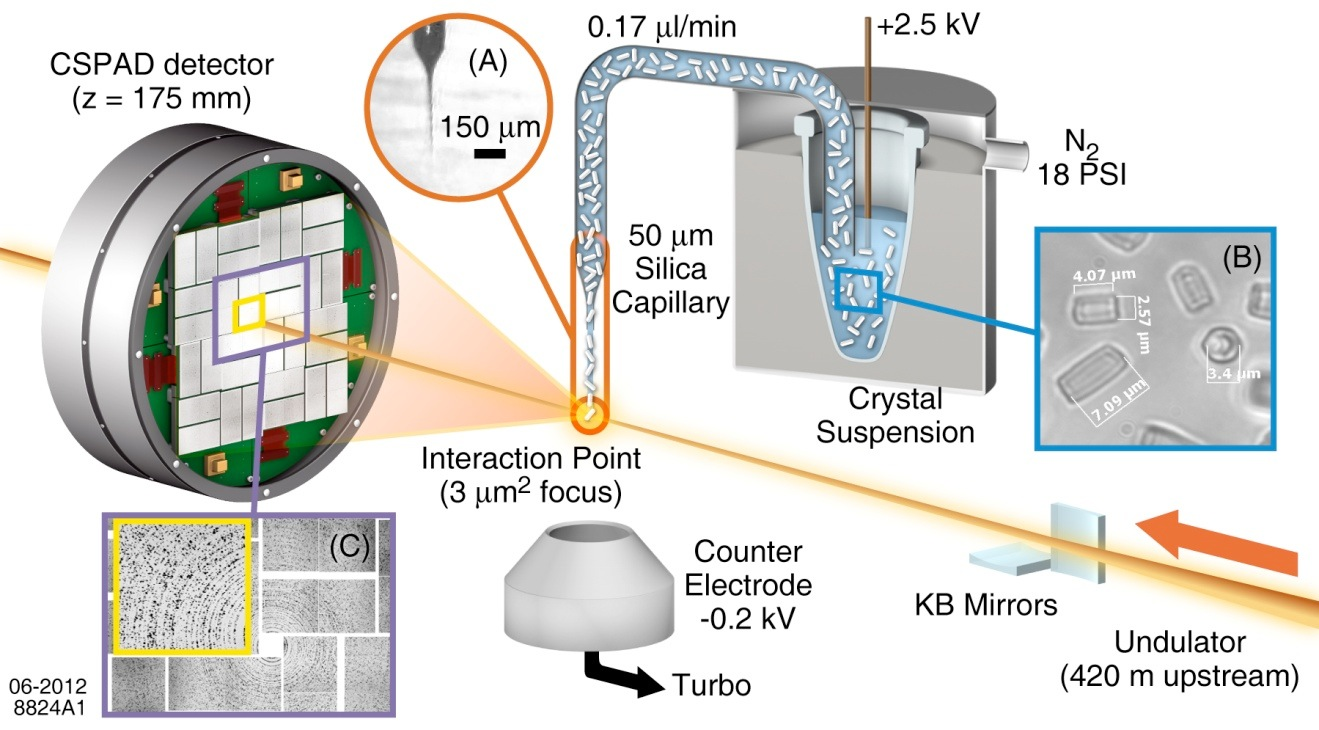 CSPAD detector
(z = 175 mm)
(A)
150 μm
0.17 μl/min
+2.5 kV
N2
18 PSI
50 μm
Silica
Capillary
(B)
4.07 μm
2.57 μm
3.4 μm
7.09 μm
Crystal
Suspension
Interaction Point
(3 μm2 focus)
(C)
Counter
Electrode
-0.2 kV
Turbo
KB Mirrors
Undulator
(420 m upstream)
06-2012
8824A1